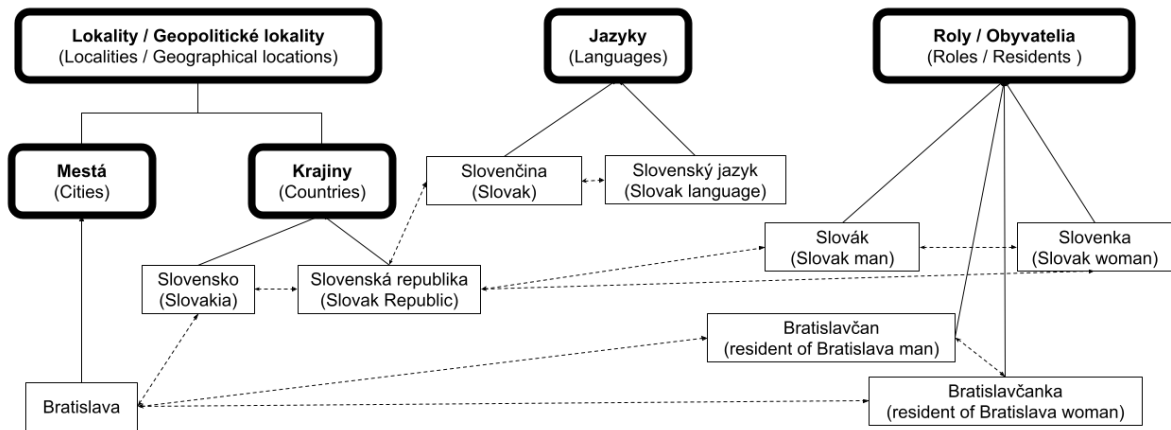 Lokality / Geopolitické lokality
(Localities / Geographical locations)
Jazyky
(Languages)
Roly / Obyvatelia
(Roles / Residents )
Mestá
(Cities)
Krajiny
(Countries)
Slovenčina
(Slovak)
Slovenský jazyk
(Slovak language)
Slovák
(Slovak man)
Slovenka
(Slovak woman)
Slovensko
(Slovakia)
Slovenská republika
(Slovak Republic)
Bratislavčan
(resident of Bratislava man)
Bratislava
Bratislavčanka
(resident of Bratislava woman)